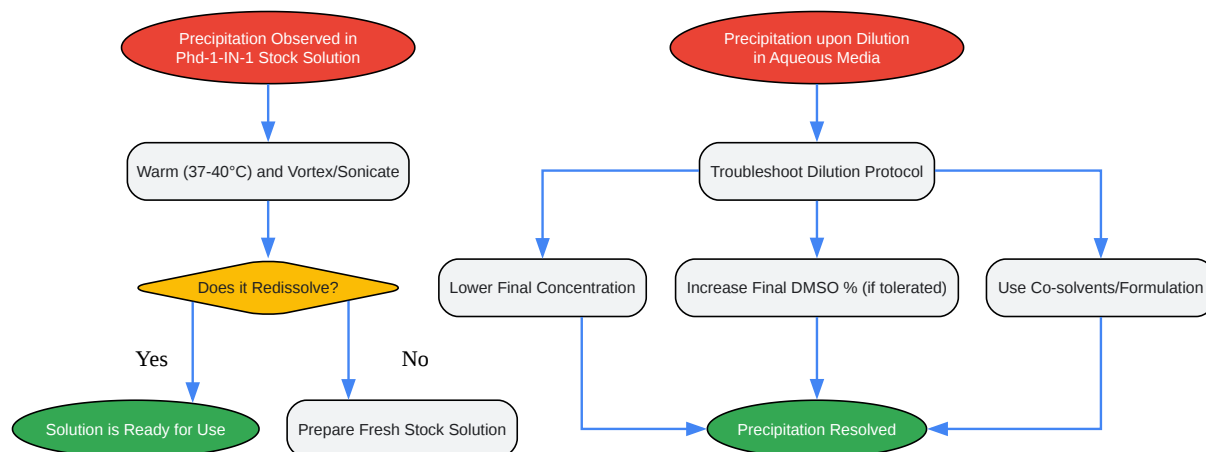 Precipitation Observed in
Phd-1-IN-1 Stock Solution
Warm (37-40°C) and Vortex/Sonicate
Does it Redissolve?
Yes
No
Solution is Ready for Use
Prepare Fresh Stock Solution
Precipitation upon Dilution
in Aqueous Media
Troubleshoot Dilution Protocol
Lower Final Concentration
Increase Final DMSO % (if tolerated)
Use Co-solvents/Formulation
Precipitation Resolved